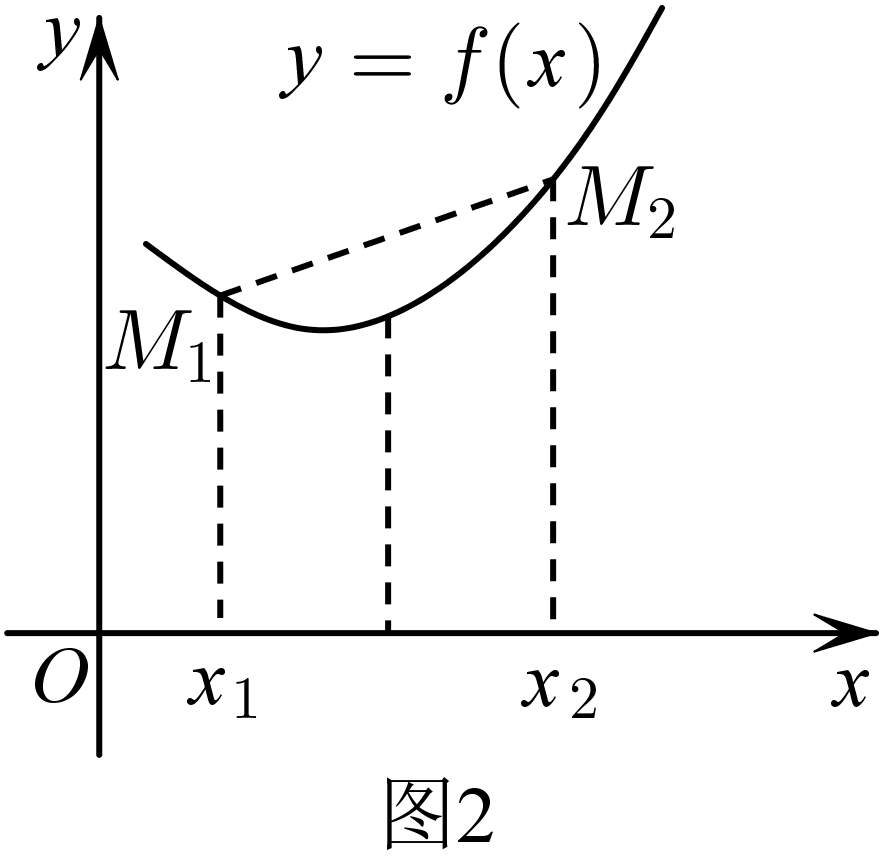 y
y = f(x)
M₂
M₁
O
x₁
x₂
x
图2